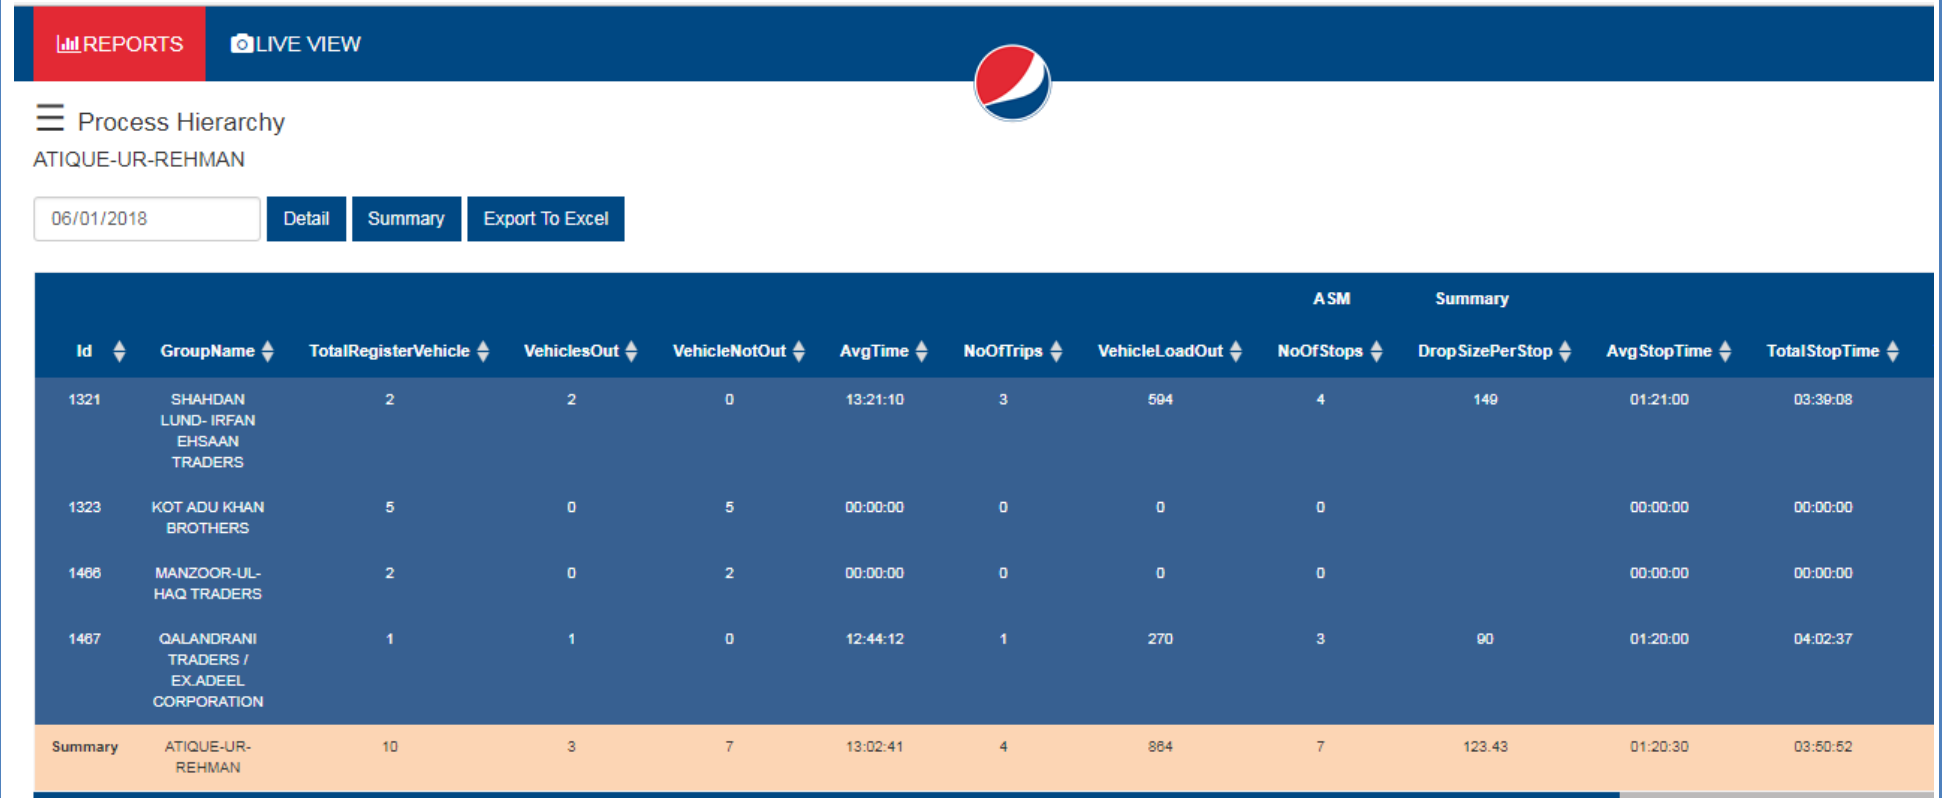 REPORTS LIVE VIEW
Process Hierarchy
ATIQUE-UR-REHMAN
06/01/2018 Detail Summary Export To Excel
ASM Summary
Id GroupName TotalRegisterVehicle VehiclesOut VehicleNotOut AvgTime NoOfTrips VehicleLoadOut NoOfStops DropSizePerStop AvgStopTime TotalStopTime
1321 SHAHDAN 2 2 0 13:21:10 3 594 4 149 01:21:00 03:39:08
LUND- IRFAN
EHSAAN
TRADERS
1323 KOT ADU KHAN 5 0 5 00:00:00 0 0 0 00:00:00 00:00:00
BROTHERS
1466 MANZOOR-UL- 2 0 2 00:00:00 0 0 0 00:00:00 00:00:00
HAQ TRADERS
1467 QALANDRANI 1 1 0 12:44:12 1 270 3 90 01:20:00 04:02:37
TRADERS /
EX.ADEEL
CORPORATION
Summary ATIQUE-UR- 10 3 7 13:02:41 4 864 7 123.43 01:20:30 03:50:52
REHMAN